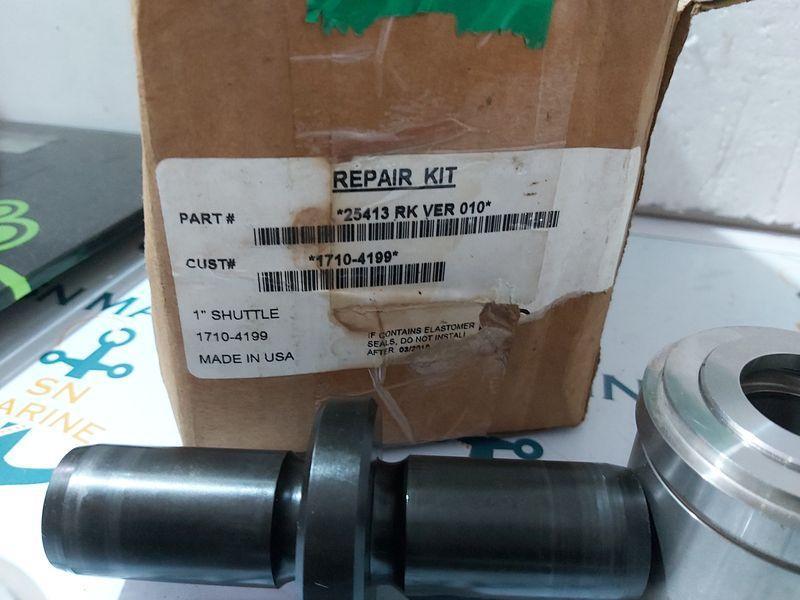 REPAIR KIT
PART # *25413 RK VER 010*
CUST# *1710-4199*
1" SHUTTLE
1710-4199
MADE IN USA
IF CONTAINS ELASTOMER
SEALS, DO NOT INSTALL
AFTER
SN
ARINE